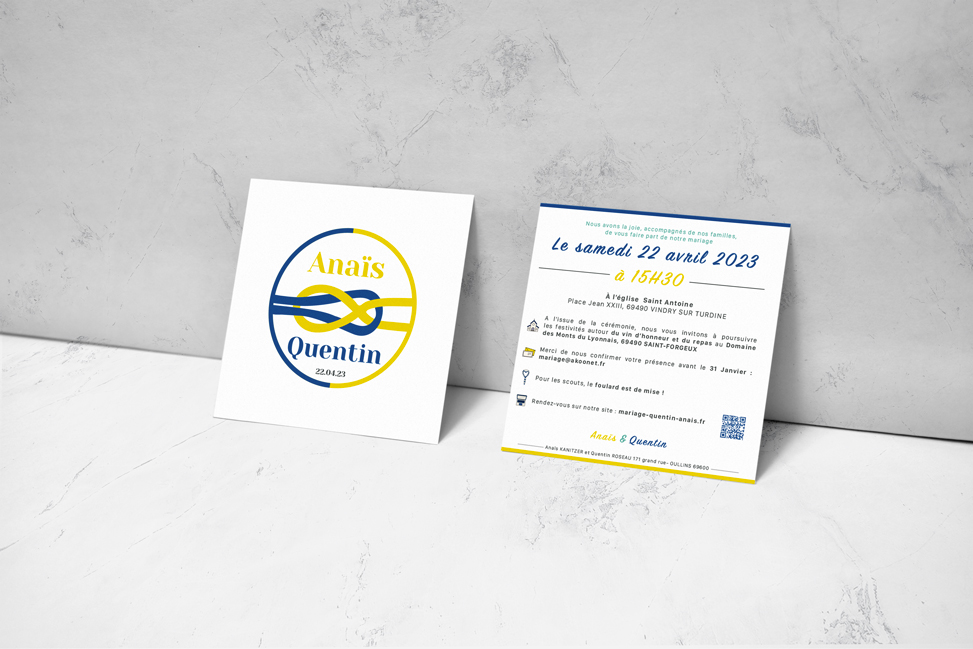 Anaïs
Quentin
22.04.23
Nous avons la joie, accompagnés de nos familles,
de vous faire part de notre mariage
Le samedi 22 avril 2023
à 15H30
À l'église Saint Antoine
Place Jean XXIII, 69490 VINDRY SUR TURDINE
A l'issue de la cérémonie, nous vous invitons à poursuivre
les festivités autour du vin d'honneur et du repas au Domaine
des Monts du Lyonnais, 69490 SAINT-FORGEUX
Merci de nous confirmer votre présence avant le 31 Janvier :
mariage@akoonet.fr
Pour les scouts, le foulard est de mise !
Rendez-vous sur notre site : mariage-quentin-anais.fr
Anaïs & Quentin
Anaïs KANITZER et Quentin ROSEAU 171 grand rue- OULLINS 69600